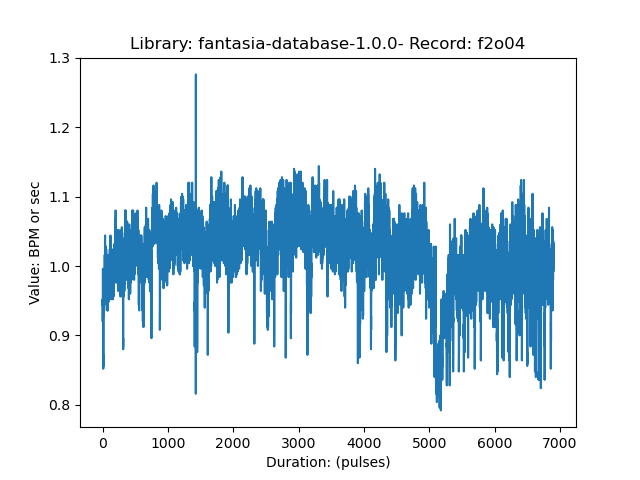 Library: fantasia-database-1.0.0- Record: f2o04
1.3
1.2
1.1
1.0
0.9
0.8
Value: BPM or sec
0 1000 2000 3000 4000 5000 6000 7000
Duration: (pulses)